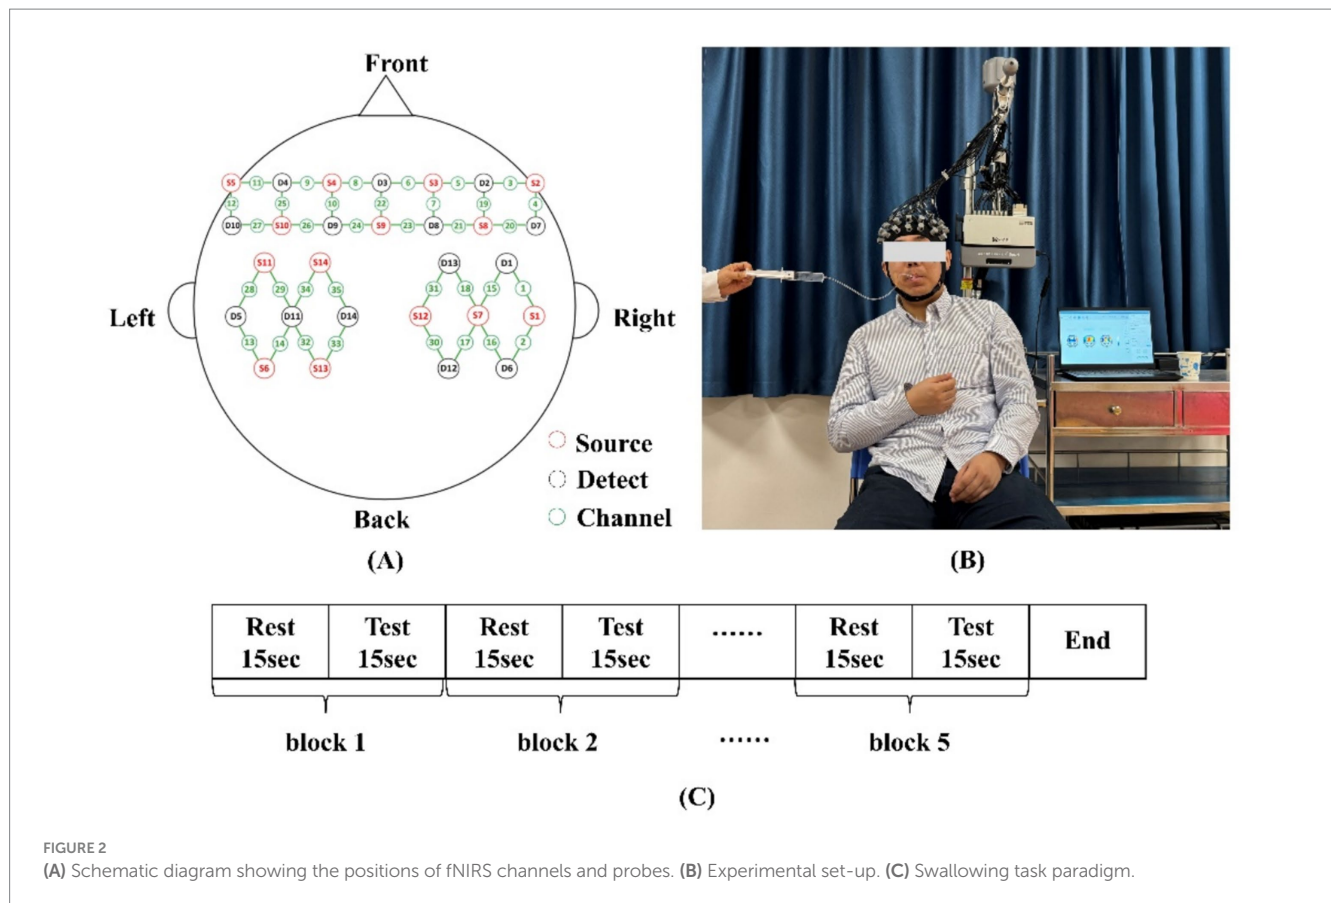 Front
S5 11 D4 9 S4 8 D3 6 S3 5 D2 3 S2
12 25 10 22 7 19 4
D10 27 S10 26 D9 24 S9 23 D8 21 S8 20 D7
S11 S14 D13 D1
28 29 34 35 31 18 15 1
Left D5 D11 D14 S12 S7 S1 Right
13 14 32 33 30 17 16 2
S6 S13 D12 D6
Source
Detect
Channel
Back
(A)
(B)
Rest Test Rest Test ...... Rest Test End
15sec 15sec 15sec 15sec 15sec 15sec
block 1 block 2 ...... block 5
(C)
FIGURE 2
(A) Schematic diagram showing the positions of fNIRS channels and probes. (B) Experimental set-up. (C) Swallowing task paradigm.